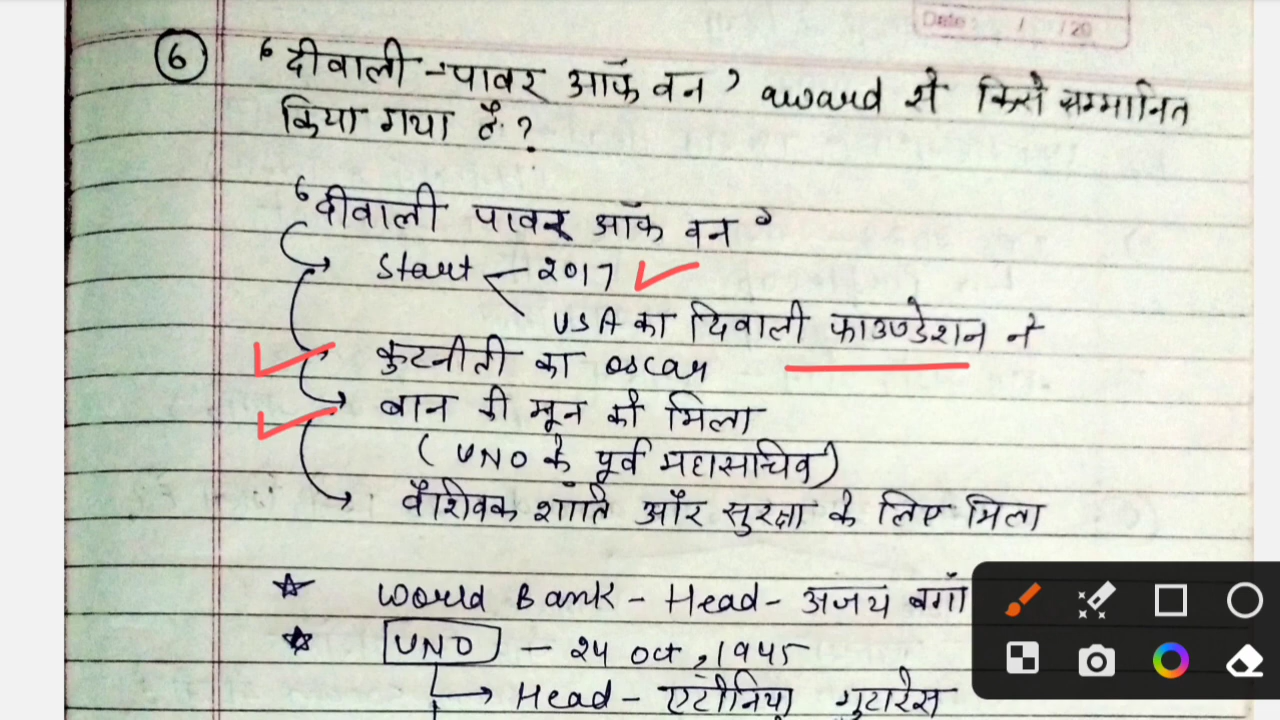 Date: / /20
6 'दीवाली -पावर ऑफ वन' award से किसे सम्मानित
किया गया है?
'दीवाली पावर ऑफ वन'
Start - 2017
USA का दिवाली फाउण्डेशन ने
कुटनीती का oscar
बान की मून को मिला
(UNO के पूर्व महासचिव)
वैश्विक शांति और सुरक्षा के लिए मिला
☆ World Bank - Head - अजय बंगा
☆ UNO - 24 oct, 1945
Head - एंटोनियो गुटारेस